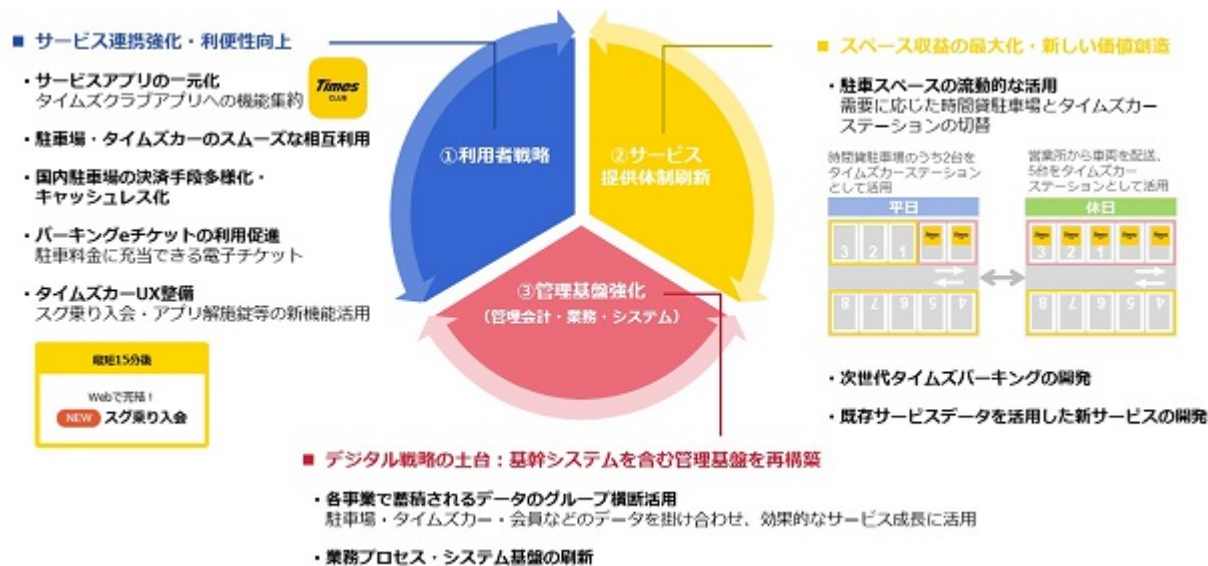 ■ サービス連携強化・利便性向上
・サービスアプリの一元化
タイムズクラブアプリへの機能集約
Times
CLUB
・駐車場・タイムズカーのスムーズな相互利用
・国内駐車場の決済手段多様化・
キャッシュレス化
・パーキングeチケットの利用促進
駐車料金に充当できる電子チケット
・タイムズカーUX整備
スグ乗り入会・アプリ解施錠等の新機能活用
最短15分後
Webで完結！
NEW スグ乗り入会
①利用者戦略
②サービス
提供体制刷新
③管理基盤強化
（管理会計・業務・システム）
■ スペース収益の最大化・新しい価値創造
・駐車スペースの流動的な活用
需要に応じた時間貸駐車場とタイムズカー
ステーションの切替
時間貸駐車場のうち2台を
タイムズカーステーション
として活用
平日
3 2 1
8 7 6 5 4
営業所から車両を配送、
5台をタイムズカー
ステーションとして活用
休日
3 2 1
8 7 6 5 4
・次世代タイムズパーキングの開発
・既存サービスデータを活用した新サービスの開発
■ デジタル戦略の土台：基幹システムを含む管理基盤を再構築
・各事業で蓄積されるデータのグループ横断活用
駐車場・タイムズカー・会員などのデータを掛け合わせ、効果的なサービス成長に活用
・業務プロセス・システム基盤の刷新